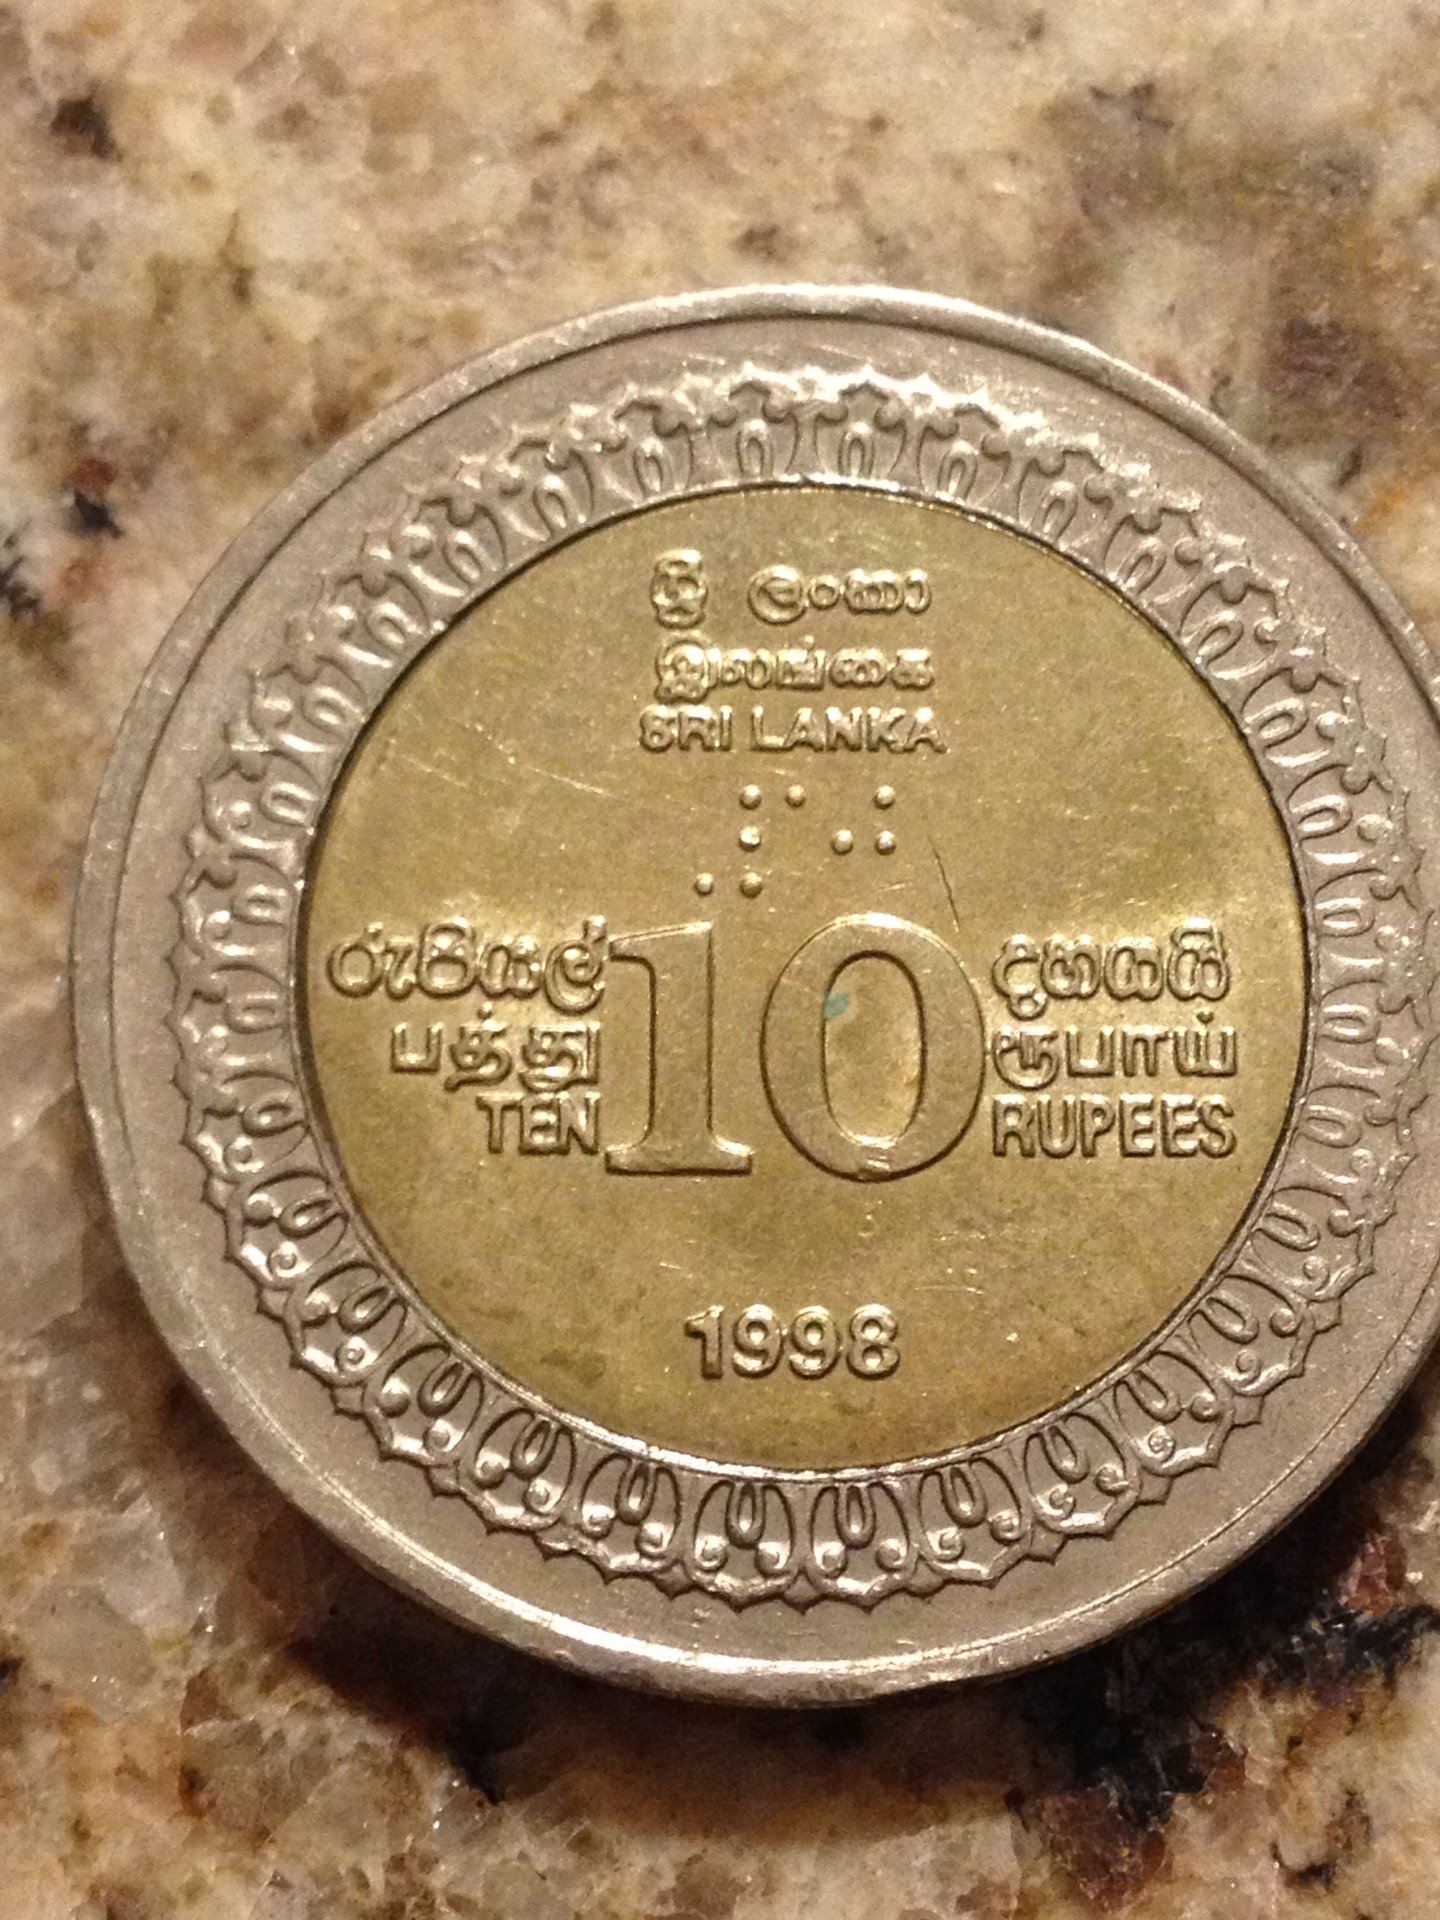 ශ්‍රී ලංකා
இலங்கை
SRI LANKA
⠼⠁⠚
රුපියල් 10 දහයයි
பத்து ரூபாய்
TEN RUPEES
1998